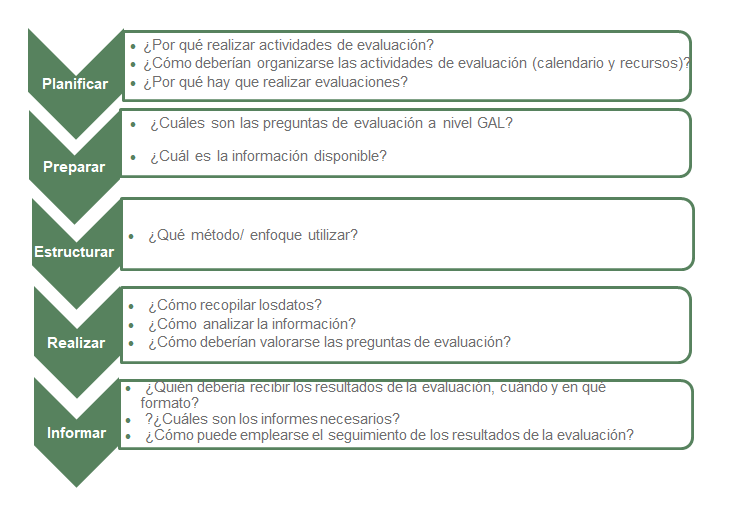 Planificar
• ¿Por qué realizar actividades de evaluación?
• ¿Cómo deberían organizarse las actividades de evaluación (calendario y recursos)?
• ¿Por qué hay que realizar evaluaciones?
Preparar
• ¿Cuáles son las preguntas de evaluación a nivel GAL?
• ¿Cuál es la información disponible?
Estructurar
• ¿Qué método/ enfoque utilizar?
Realizar
• ¿Cómo recopilar losdatos?
• ¿Cómo analizar la información?
• ¿Cómo deberían valorarse las preguntas de evaluación?
Informar
• ¿Quién debería recibir los resultados de la evaluación, cuándo y en qué
formato?
• ?¿Cuáles son los informes necesarios?
• ¿Cómo puede emplearse el seguimiento de los resultados de la evaluación?